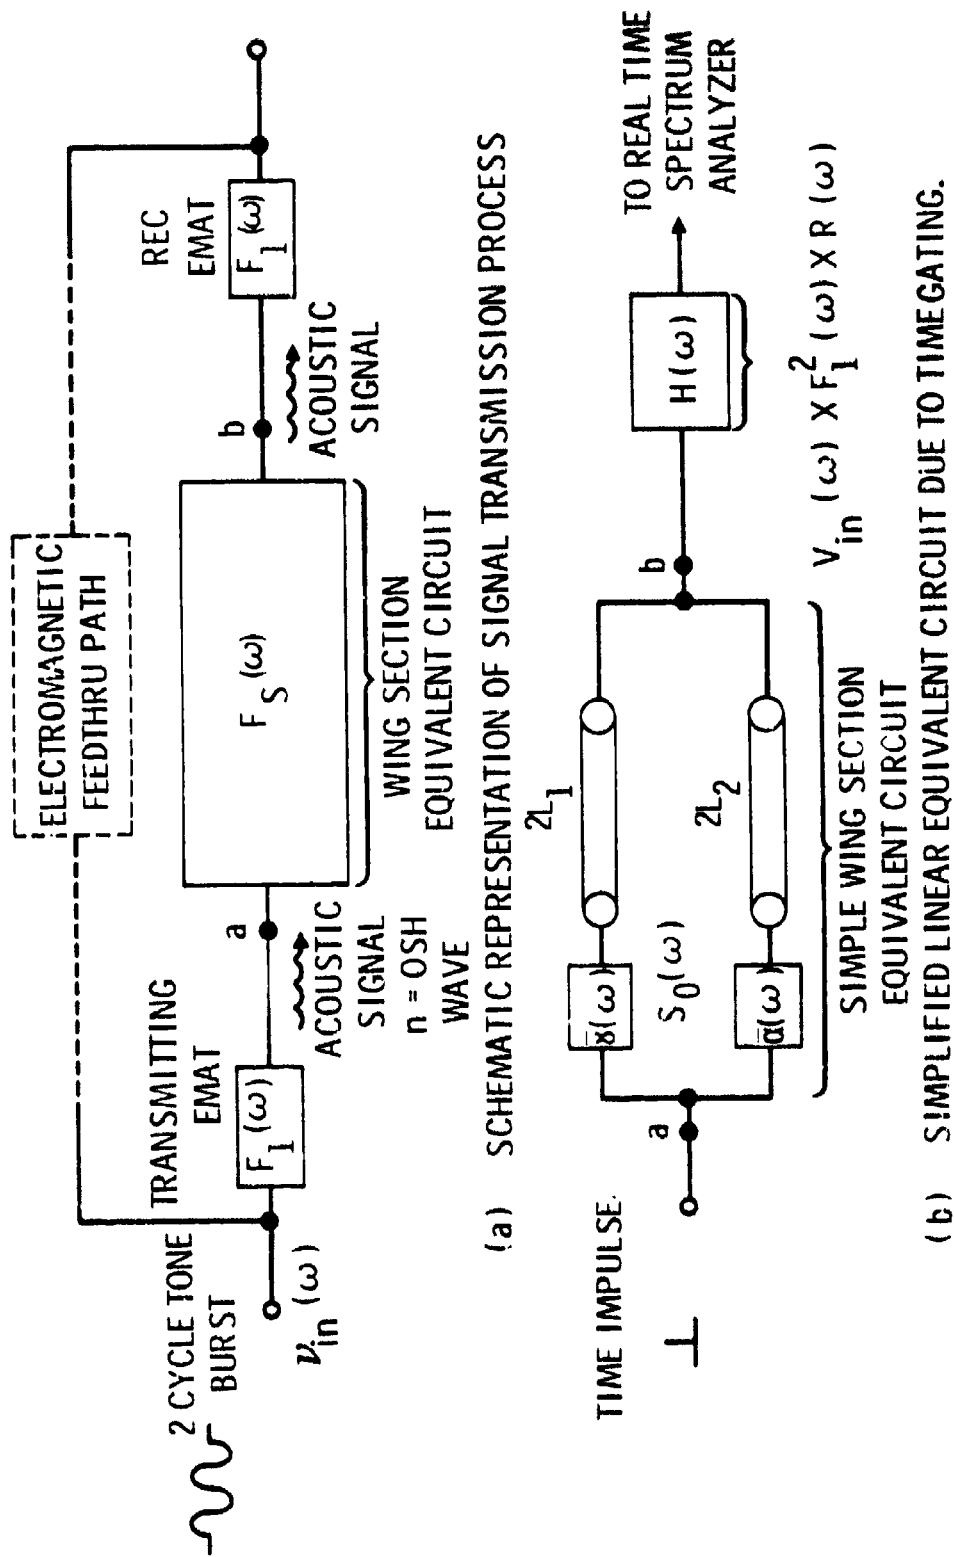 ELECTROMAGNETIC
FEEDTHRU PATH
2 CYCLE TONE
BURST
TRANSMITTING
EMAT
REC
EMAT
ν_in (ω)
F_1(ω)
a
F_S(ω)
b
F_1(ω)
ACOUSTIC
SIGNAL
n = OSH
WAVE
WING SECTION
EQUIVALENT CIRCUIT
ACOUSTIC
SIGNAL
(a) SCHEMATIC REPRESENTATION OF SIGNAL TRANSMISSION PROCESS
TIME IMPULSE
a
γ̅(ω)
2L_1
S_0(ω)
α̅(ω)
2L_2
b
H(ω)
TO REAL TIME
SPECTRUM
ANALYZER
SIMPLE WING SECTION
EQUIVALENT CIRCUIT
V_in (ω) X F_1^2 (ω) X R (ω)
(b) SIMPLIFIED LINEAR EQUIVALENT CIRCUIT DUE TO TIMEGATING.